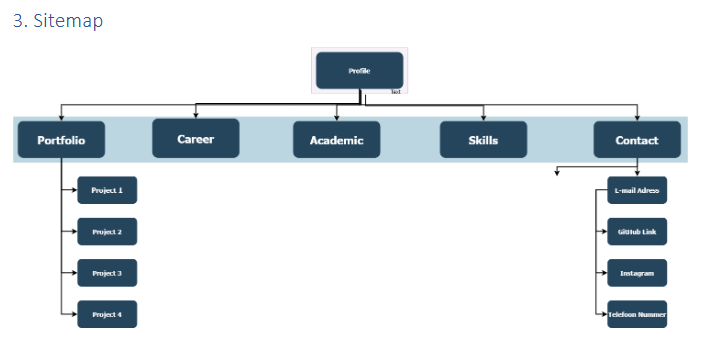 3. Sitemap
Profile
Text
Portfolio
Career
Academic
Skills
Contact
Project 1
E-mail Adress
Project 2
GitHub Link
Project 3
Instagram
Project 4
Telefoon Nummer